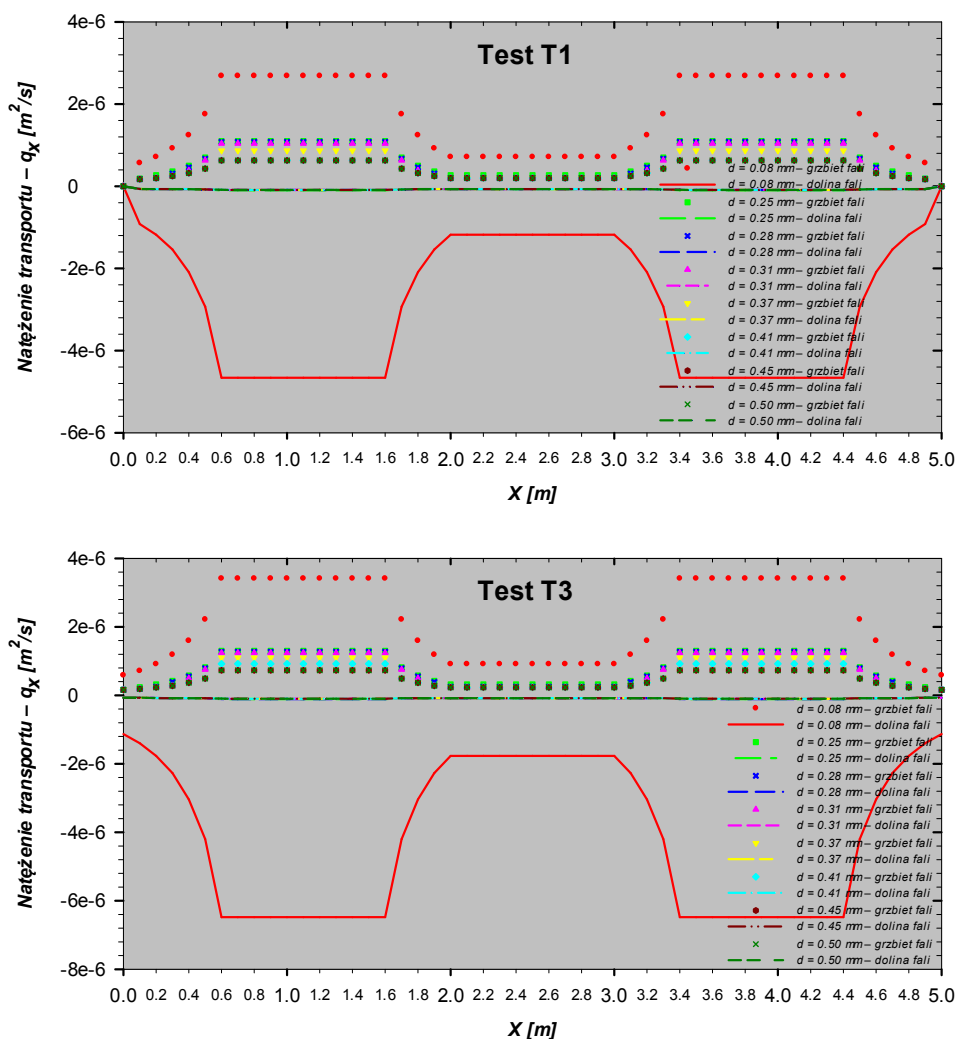 Test T1
Natężenie transportu – qx [m²/s]
4e-6
2e-6
0
-2e-6
-4e-6
-6e-6
d = 0.08 mm– grzbiet fali
d = 0.08 mm– dolina fali
d = 0.25 mm– grzbiet fali
d = 0.25 mm– dolina fali
d = 0.28 mm– grzbiet fali
d = 0.28 mm– dolina fali
d = 0.31 mm– grzbiet fali
d = 0.31 mm– dolina fali
d = 0.37 mm– grzbiet fali
d = 0.37 mm– dolina fali
d = 0.41 mm– grzbiet fali
d = 0.41 mm– dolina fali
d = 0.45 mm– grzbiet fali
d = 0.45 mm– dolina fali
d = 0.50 mm– grzbiet fali
d = 0.50 mm– dolina fali
0.0 0.2 0.4 0.6 0.8 1.0 1.2 1.4 1.6 1.8 2.0 2.2 2.4 2.6 2.8 3.0 3.2 3.4 3.6 3.8 4.0 4.2 4.4 4.6 4.8 5.0
X [m]
Test T3
Natężenie transportu – qx [m²/s]
4e-6
2e-6
0
-2e-6
-4e-6
-6e-6
-8e-6
d = 0.08 mm– grzbiet fali
d = 0.08 mm– dolina fali
d = 0.25 mm– grzbiet fali
d = 0.25 mm– dolina fali
d = 0.28 mm– grzbiet fali
d = 0.28 mm– dolina fali
d = 0.31 mm– grzbiet fali
d = 0.31 mm– dolina fali
d = 0.37 mm– grzbiet fali
d = 0.37 mm– dolina fali
d = 0.41 mm– grzbiet fali
d = 0.41 mm– dolina fali
d = 0.45 mm– grzbiet fali
d = 0.45 mm– dolina fali
d = 0.50 mm– grzbiet fali
d = 0.50 mm– dolina fali
0.0 0.2 0.4 0.6 0.8 1.0 1.2 1.4 1.6 1.8 2.0 2.2 2.4 2.6 2.8 3.0 3.2 3.4 3.6 3.8 4.0 4.2 4.4 4.6 4.8 5.0
X [m]